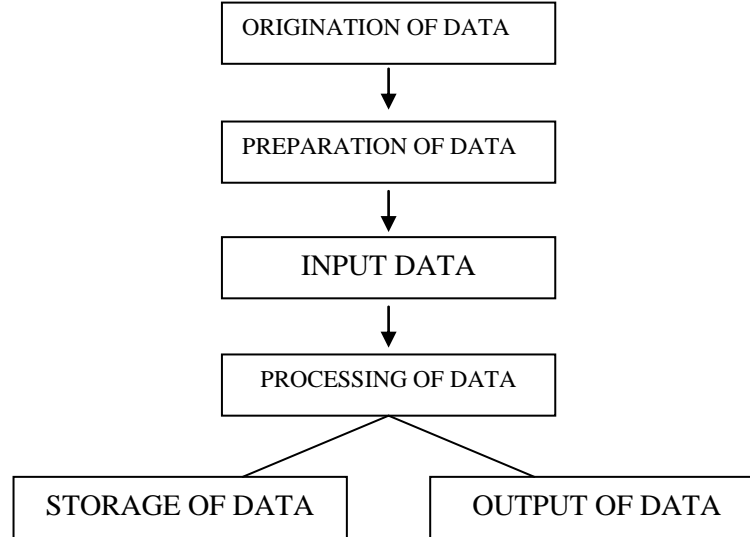 ORIGINATION OF DATA
PREPARATION OF DATA
INPUT DATA
PROCESSING OF DATA
STORAGE OF DATA
OUTPUT OF DATA